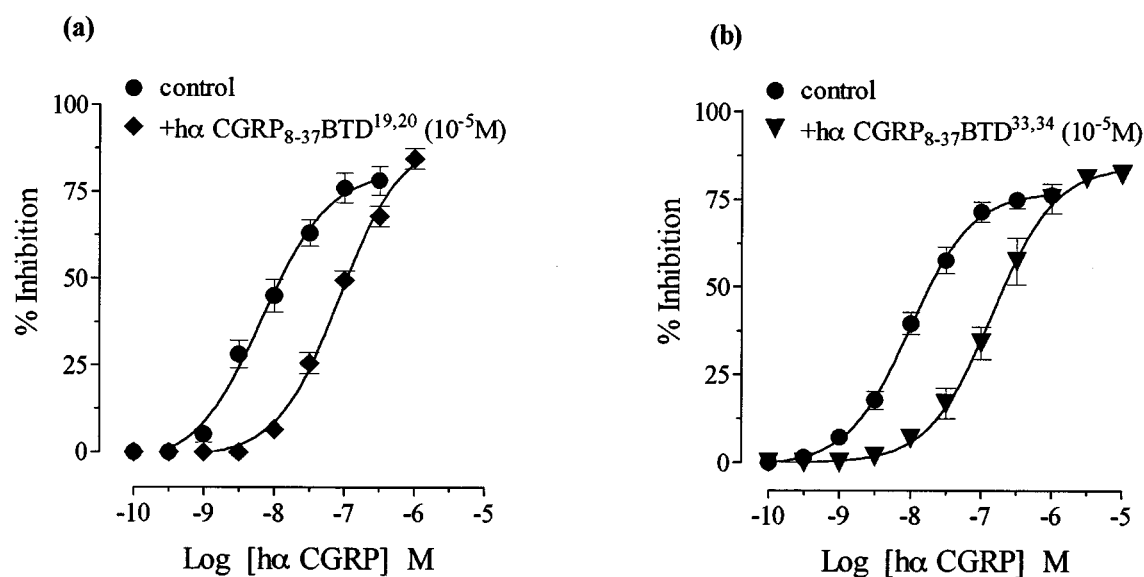 (a)
● control
◆ +hα CGRP8-37BTD19,20 (10-5M)
100
75
50
25
0
% Inhibition
-10 -9 -8 -7 -6 -5
Log [hα CGRP] M
(b)
● control
▼ +hα CGRP8-37BTD33,34 (10-5M)
100
75
50
25
0
% Inhibition
-10 -9 -8 -7 -6 -5
Log [hα CGRP] M